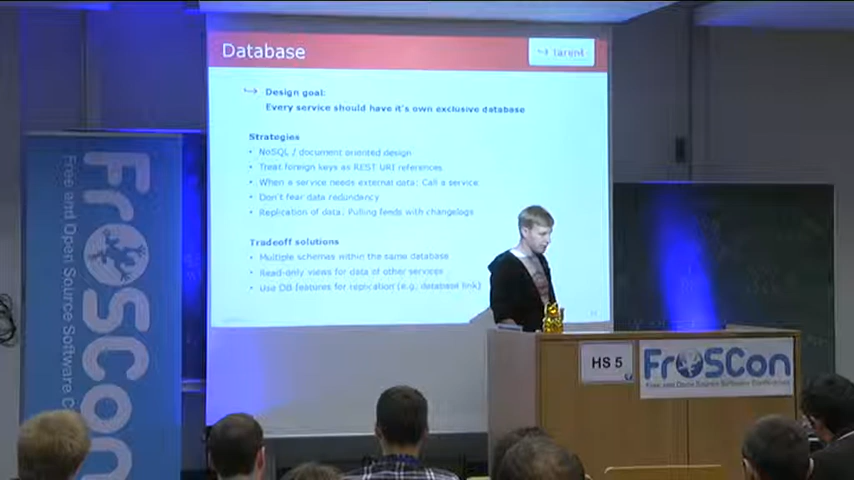 Database
tarent
Design goal:
Every service should have it's own exclusive database
Strategies
• NoSQL / document oriented design
• Treat foreign keys as REST URI references
• When a service needs external data: Call a service
• Don't fear data redundancy
• Replication of data: Pulling feeds with changelogs
Tradeoff solutions
• Multiple schemas within the same database
• Read-only views for data of other services
• Use DB features for replication (e.g. database link)
FrOSCon
Free and Open Source Software
HS 5
FrOSCon
Free and Open Source Software Conference